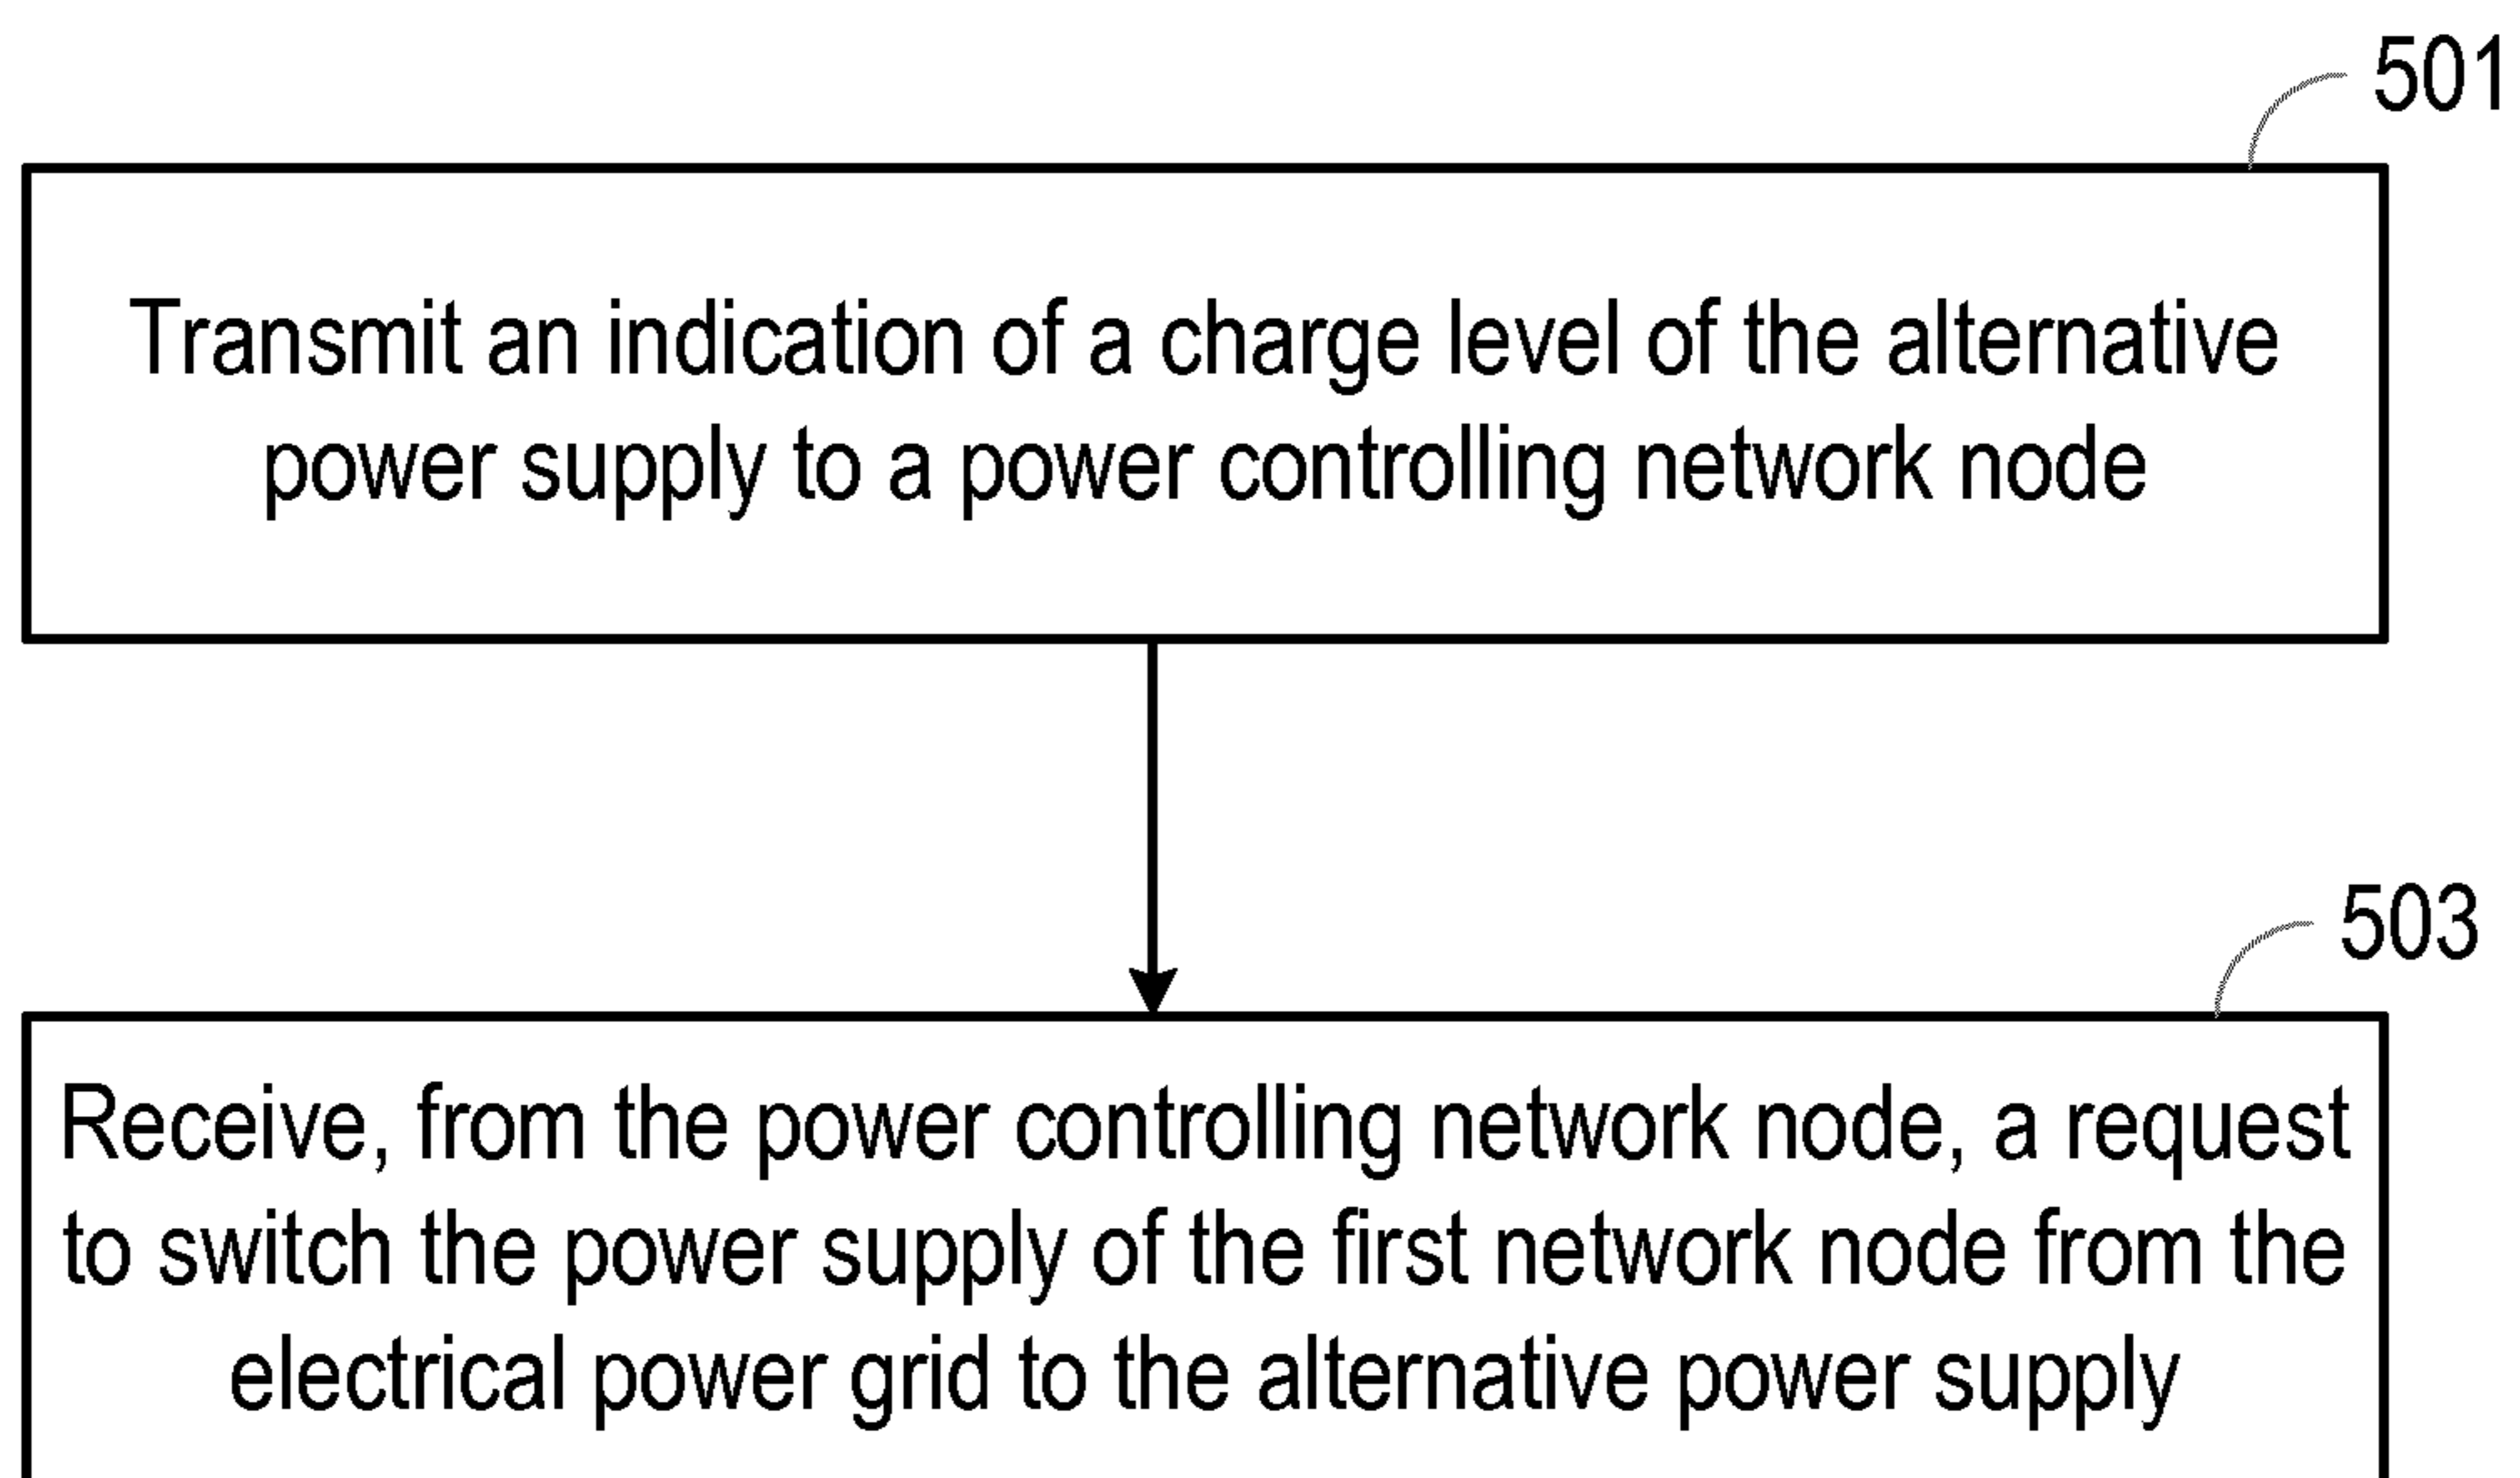 501
Transmit an indication of a charge level of the alternative
power supply to a power controlling network node
503
Receive, from the power controlling network node, a request
to switch the power supply of the first network node from the
electrical power grid to the alternative power supply